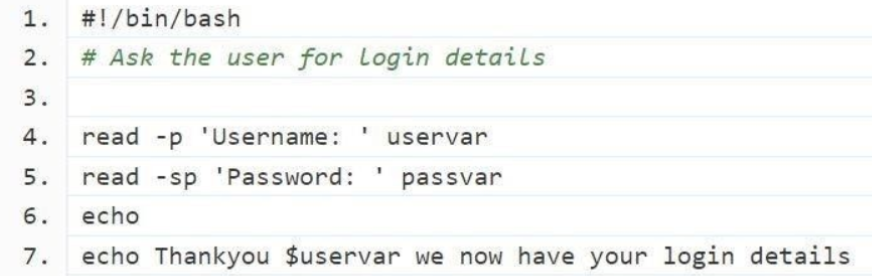 1. #!/bin/bash
2. # Ask the user for login details
3.
4. read -p 'Username: ' uservar
5. read -sp 'Password: ' passvar
6. echo
7. echo Thankyou $uservar we now have your login details